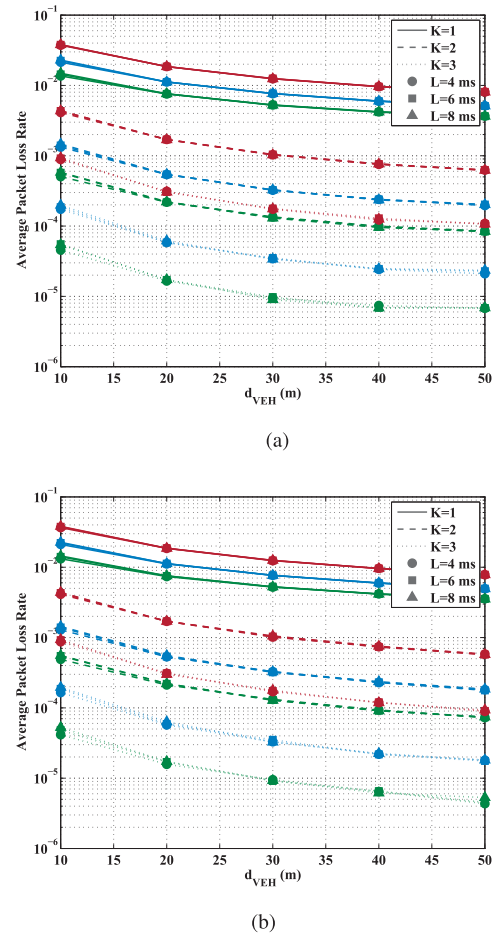 10⁻¹
10⁻²
10⁻³
10⁻⁴
10⁻⁵
10⁻⁶
Average Packet Loss Rate
K=1
K=2
K=3
L=4 ms
L=6 ms
L=8 ms
10 15 20 25 30 35 40 45 50
d_VEH (m)
(a)
10⁻¹
10⁻²
10⁻³
10⁻⁴
10⁻⁵
10⁻⁶
Average Packet Loss Rate
K=1
K=2
K=3
L=4 ms
L=6 ms
L=8 ms
10 15 20 25 30 35 40 45 50
d_VEH (m)
(b)